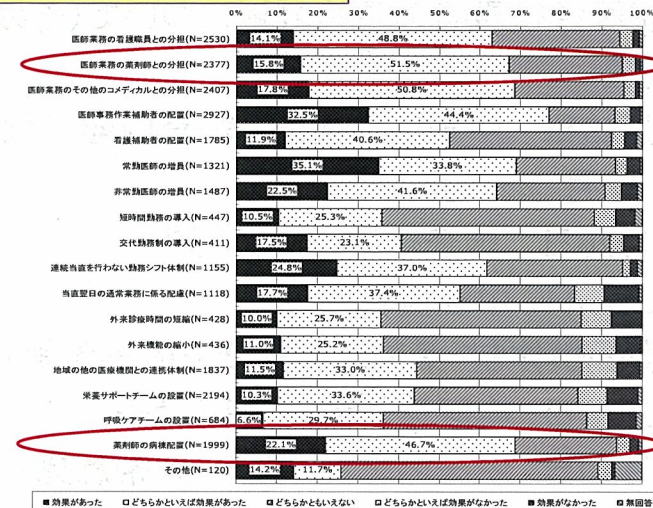 0% 10% 20% 30% 40% 50% 60% 70% 80% 90% 100%
医師業務の看護職員との分担(N=2530) 14.1% 48.8%
医師業務の薬剤師との分担(N=2377) 15.8% 51.5%
医師業務のその他のコメディカルとの分担(N=2407) 17.8% 50.8%
医師事務作業補助者の配置(N=2927) 32.5% 44.4%
看護補助者の配置(N=1785) 11.9% 40.6%
常勤医師の増員(N=1321) 35.1% 33.8%
非常勤医師の増員(N=1487) 22.5% 41.6%
短時間勤務の導入(N=447) 10.5% 25.3%
交代勤務制の導入(N=411) 17.5% 23.1%
連続当直を行わない勤務シフト体制(N=1155) 24.8% 37.0%
当直翌日の通常業務に係る配慮(N=1118) 17.7% 37.4%
外来診療時間の短縮(N=428) 10.0% 25.7%
外来機能の縮小(N=436) 11.0% 25.2%
地域の他の医療機関との連携体制(N=1837) 11.5% 33.0%
栄養サポートチームの設置(N=2194) 10.3% 33.6%
呼吸ケアチームの設置(N=684) 6.6% 29.7%
薬剤師の病棟配置(N=1999) 22.1% 46.7%
その他(N=120) 14.2% 11.7%
■効果があった □どちらかといえば効果があった どちらともいえない □どちらかといえば効果がなかった ■効果がなかった 無回答